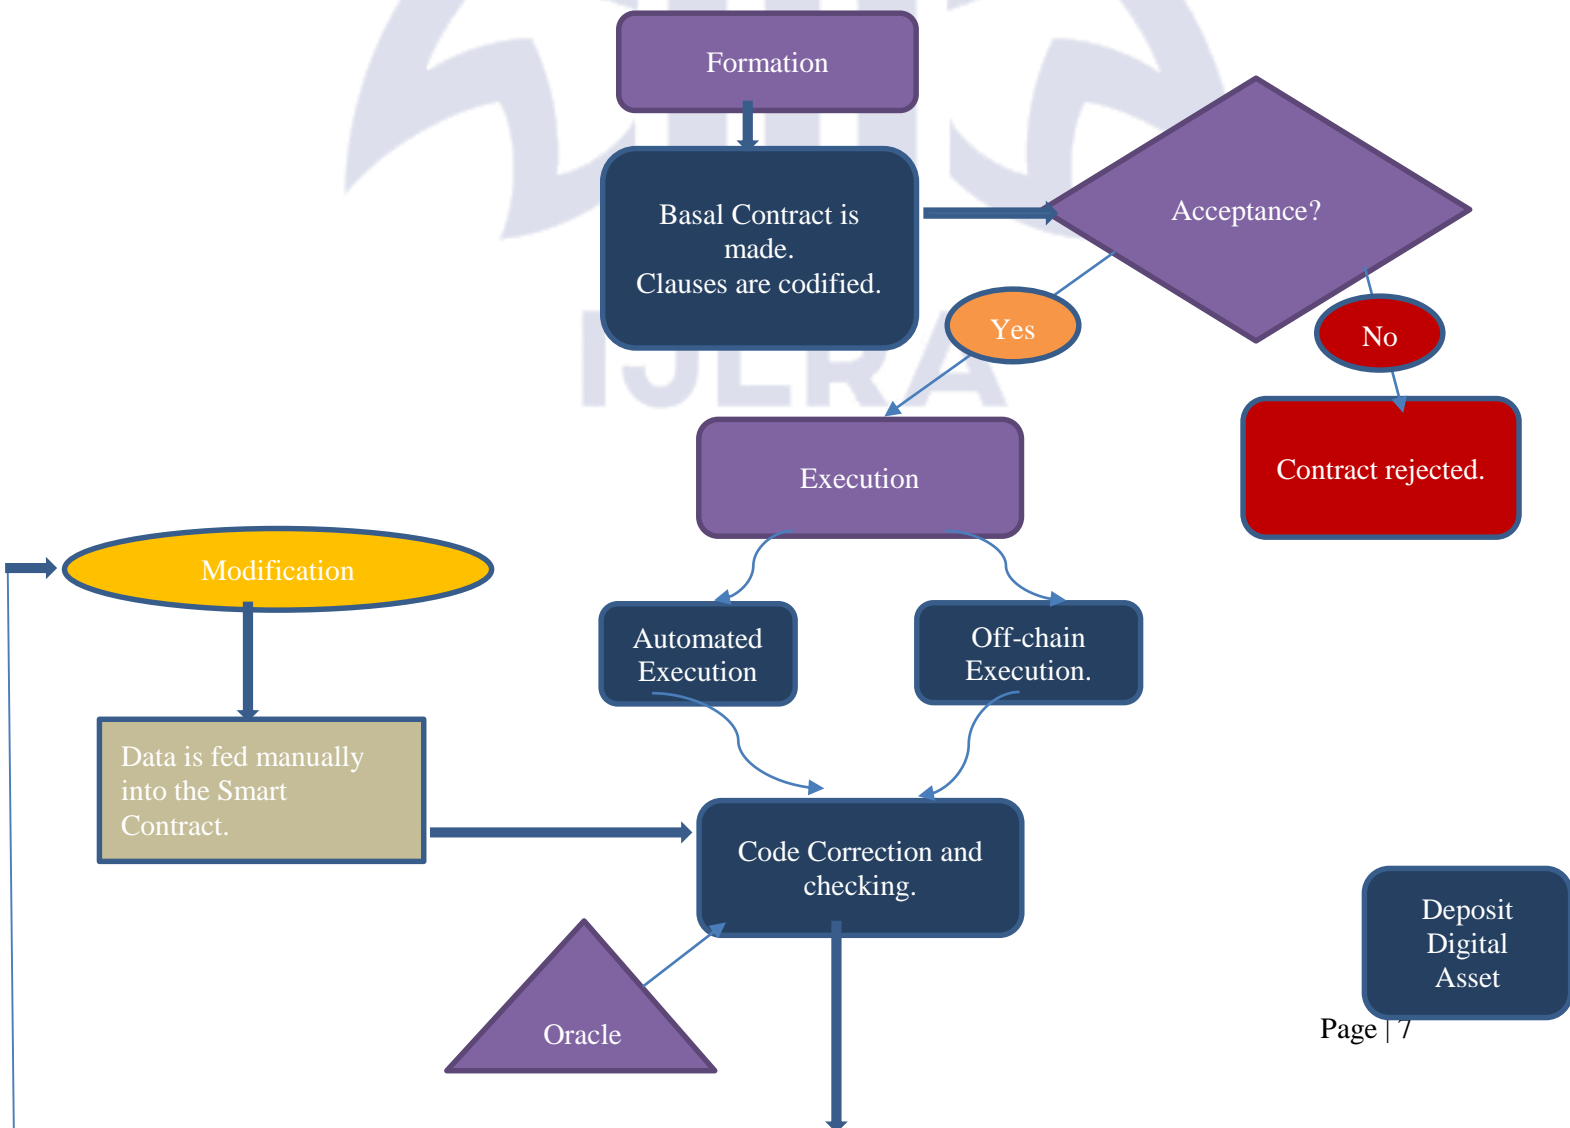 Formation
Basal Contract is
made.
Clauses are codified.
Acceptance?
Yes
No
IJLRA
Execution
Contract rejected.
Modification
Automated
Execution
Off-chain
Execution.
Data is fed manually
into the Smart
Contract.
Code Correction and
checking.
Oracle
Deposit
Digital
Asset
Page | 7